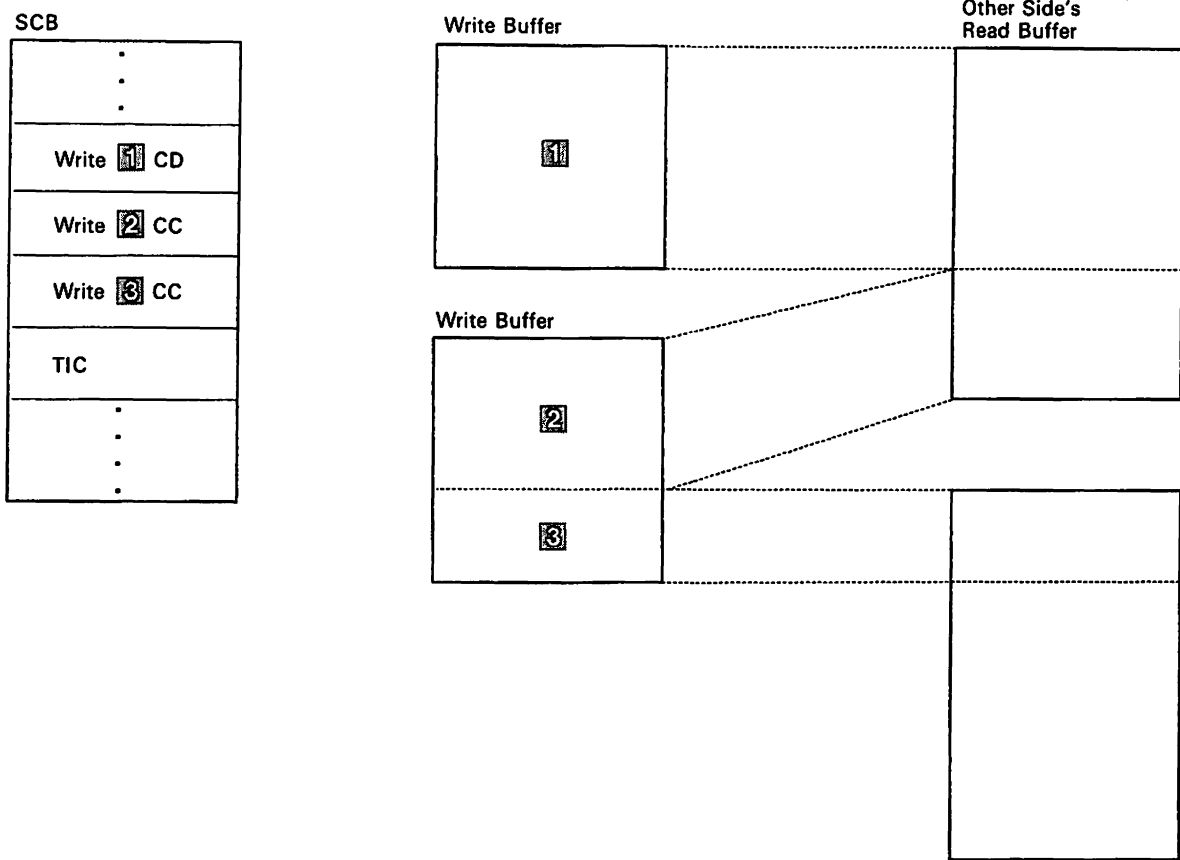 SCB
Write 1 CD
Write 2 CC
Write 3 CC
TIC
Write Buffer
1
Write Buffer
2
3
Other Side's
Read Buffer